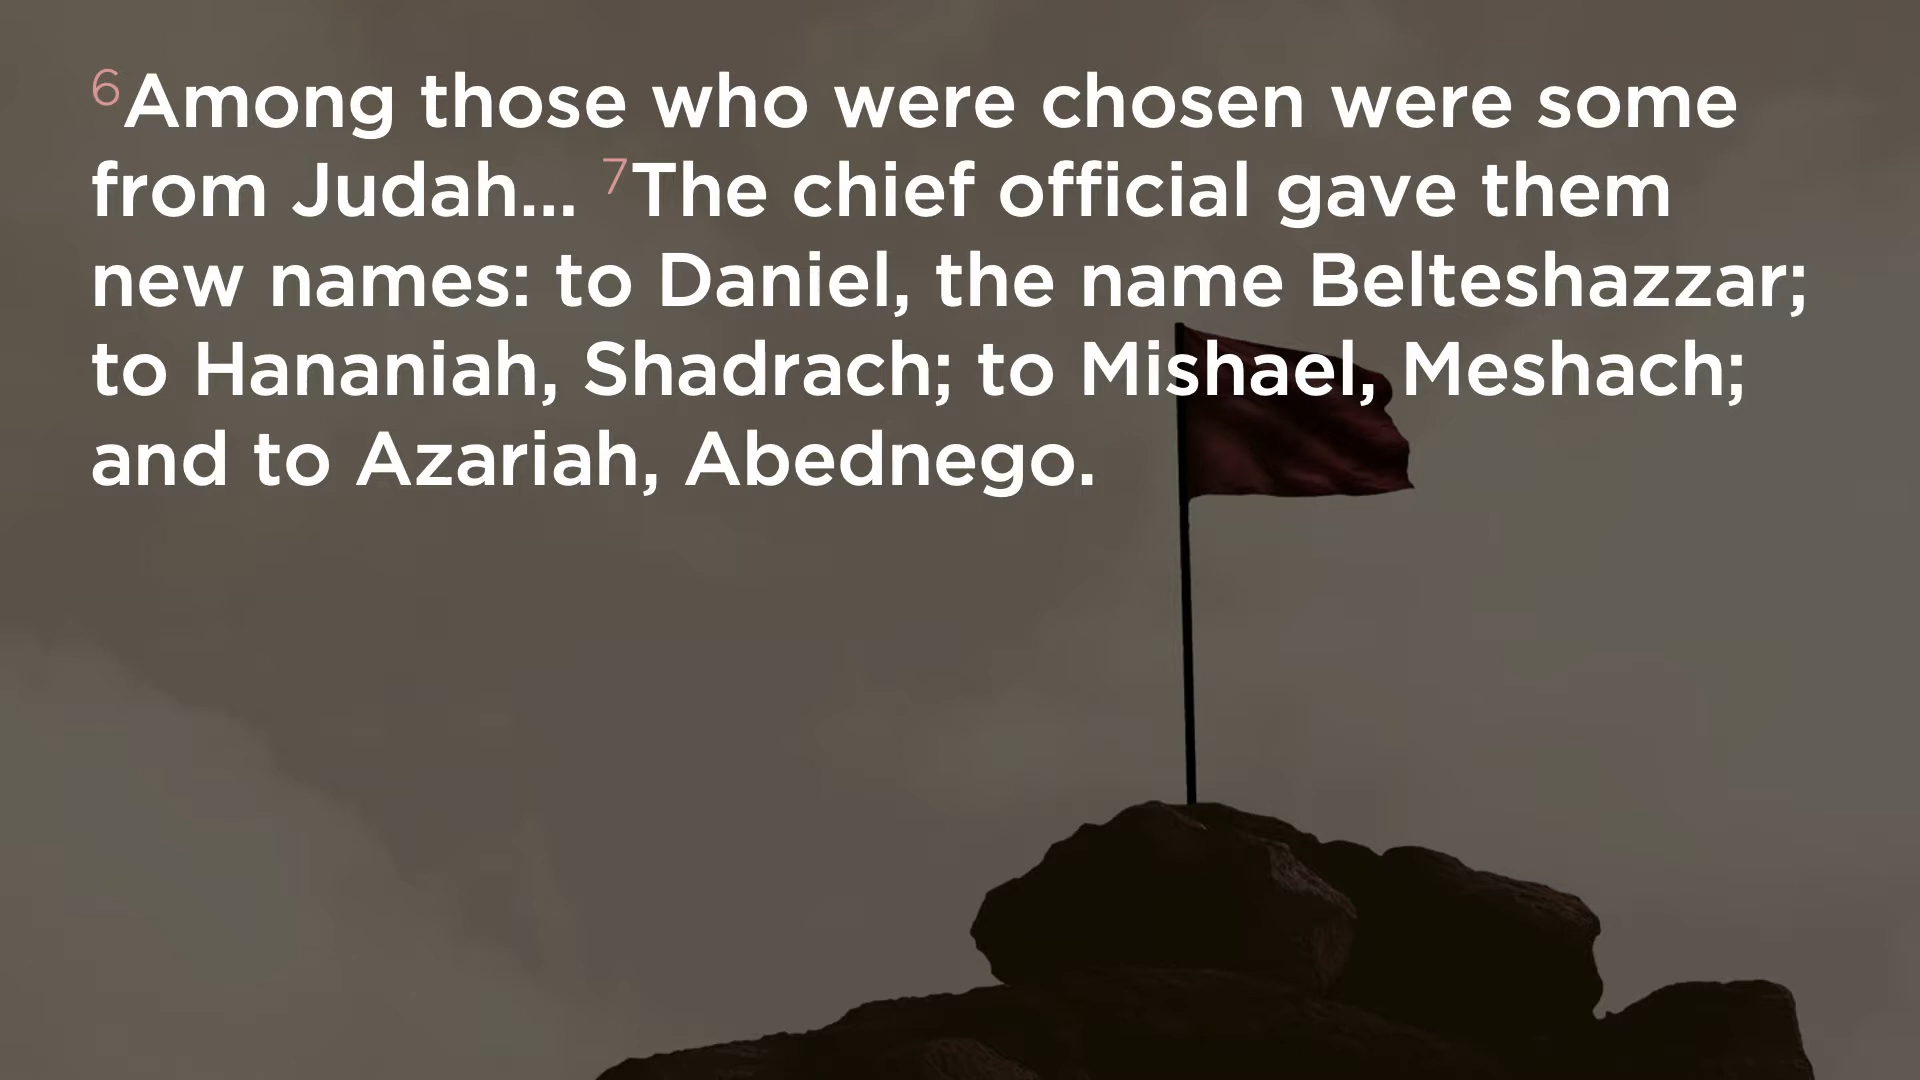 6Among those who were chosen were some
from Judah... 7The chief official gave them
new names: to Daniel, the name Belteshazzar;
to Hananiah, Shadrach; to Mishael, Meshach;
and to Azariah, Abednego.